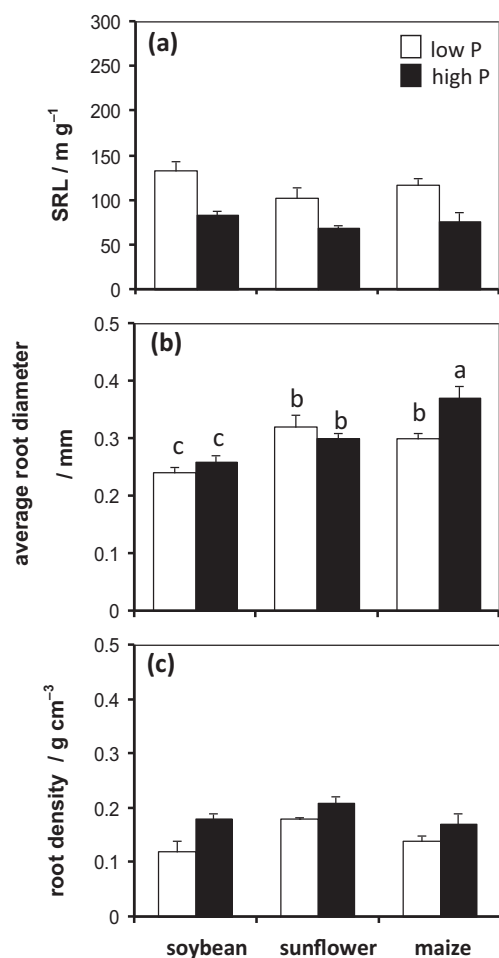 (a)
low P
high P
300
250
200
150
100
50
0
SRL / m g⁻¹
(b)
0.5
0.4
0.3
0.2
0.1
0
average root diameter
/ mm
c
c
b
b
b
a
(c)
0.5
0.4
0.3
0.2
0.1
0
root density / g cm⁻³
soybean sunflower maize